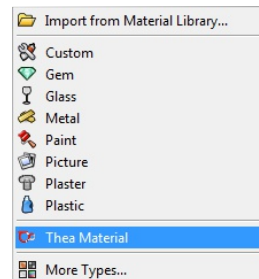 Import from Material Library...
Custom
Gem
Glass
Metal
Paint
Picture
Plaster
Plastic
Thea Material
More Types...